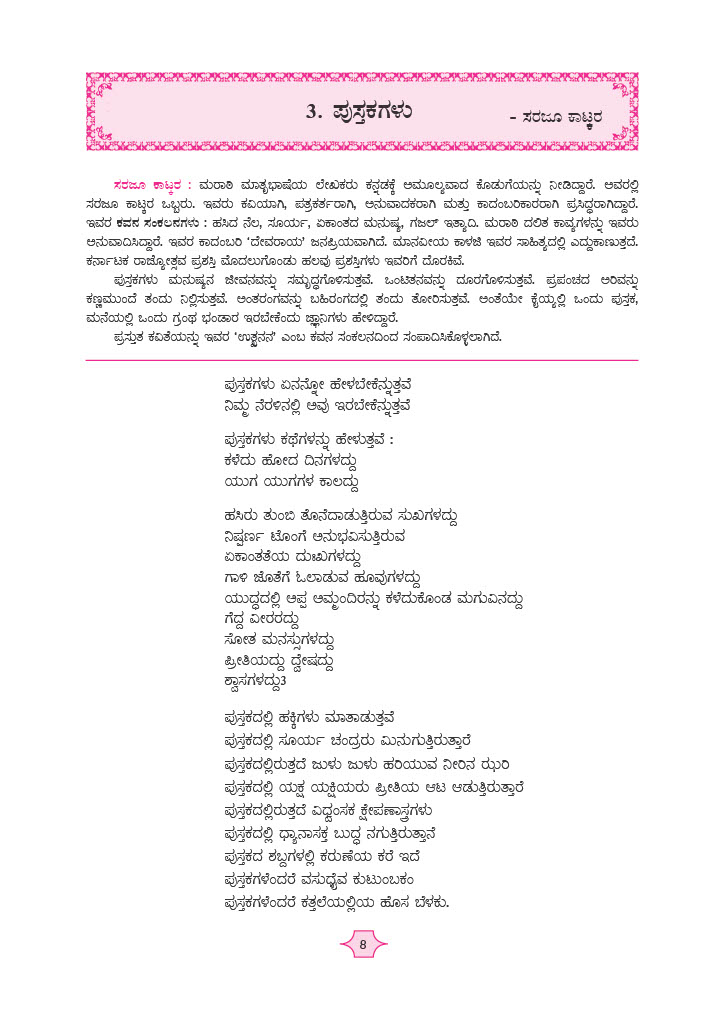 3. ಪುಸ್ತಕಗಳು
- ಸರಜೂ ಕಾಟ್ಕರ
ಸರಜೂ ಕಾಟ್ಕರ : ಮರಾಠಿ ಮಾತೃಭಾಷೆಯ ಲೇಖಕರು ಕನ್ನಡಕ್ಕೆ ಅಮೂಲ್ಯವಾದ ಕೊಡುಗೆಯನ್ನು ನೀಡಿದ್ದಾರೆ. ಅವರಲ್ಲಿ
ಸರಜೂ ಕಾಟ್ಕರ ಒಬ್ಬರು. ಇವರು ಕವಿಯಾಗಿ, ಪತ್ರಕರ್ತರಾಗಿ, ಅನುವಾದಕರಾಗಿ ಮತ್ತು ಕಾದಂಬರಿಕಾರರಾಗಿ ಪ್ರಸಿದ್ಧರಾಗಿದ್ದಾರೆ.
ಇವರ ಕವನ ಸಂಕಲನಗಳು : ಹಸಿದ ನೆಲ, ಸೂರ್ಯ, ಏಕಾಂತದ ಮನುಷ್ಯ, ಗಜಲ್ ಇತ್ಯಾದಿ. ಮರಾಠಿ ದಲಿತ ಕಾವ್ಯಗಳನ್ನು ಇವರು
ಅನುವಾದಿಸಿದ್ದಾರೆ. ಇವರ ಕಾದಂಬರಿ ‘ದೇವರಾಯ’ ಜನಪ್ರಿಯವಾಗಿದೆ. ಮಾನವೀಯ ಕಾಳಜಿ ಇವರ ಸಾಹಿತ್ಯದಲ್ಲಿ ಎದ್ದುಕಾಣುತ್ತದೆ.
ಕರ್ನಾಟಕ ರಾಜ್ಯೋತ್ಸವ ಪ್ರಶಸ್ತಿ ಮೊದಲುಗೊಂಡು ಹಲವು ಪ್ರಶಸ್ತಿಗಳು ಇವರಿಗೆ ದೊರಕಿವೆ.
ಪುಸ್ತಕಗಳು ಮನುಷ್ಯನ ಜೀವನವನ್ನು ಸಮೃದ್ಧಗೊಳಿಸುತ್ತವೆ. ಒಂಟಿತನವನ್ನು ದೂರಗೊಳಿಸುತ್ತವೆ. ಪ್ರಪಂಚದ ಅರಿವನ್ನು
ಕಣ್ಣಮುಂದೆ ತಂದು ನಿಲ್ಲಿಸುತ್ತವೆ. ಅಂತರಂಗವನ್ನು ಬಹಿರಂಗದಲ್ಲಿ ತಂದು ತೋರಿಸುತ್ತವೆ. ಅಂತೆಯೇ ಕೈಯ್ಯಲ್ಲಿ ಒಂದು ಪುಸ್ತಕ,
ಮನೆಯಲ್ಲಿ ಒಂದು ಗ್ರಂಥ ಭಂಡಾರ ಇರಬೇಕೆಂದು ಜ್ಞಾನಿಗಳು ಹೇಳಿದ್ದಾರೆ.
ಪ್ರಸ್ತುತ ಕವಿತೆಯನ್ನು ಇವರ ‘ಉತ್ಖನನ’ ಎಂಬ ಕವನ ಸಂಕಲನದಿಂದ ಸಂಪಾದಿಸಿಕೊಳ್ಳಲಾಗಿದೆ.
ಪುಸ್ತಕಗಳು ಏನನ್ನೋ ಹೇಳಬೇಕೆನ್ನುತ್ತವೆ
ನಿಮ್ಮ ನೆರಳಿನಲ್ಲಿ ಅವು ಇರಬೇಕೆನ್ನುತ್ತವೆ
ಪುಸ್ತಕಗಳು ಕಥೆಗಳನ್ನು ಹೇಳುತ್ತವೆ :
ಕಳೆದು ಹೋದ ದಿನಗಳದ್ದು
ಯುಗ ಯುಗಗಳ ಕಾಲದ್ದು
ಹಸಿರು ತುಂಬಿ ತೊನೆದಾಡುತ್ತಿರುವ ಸುಖಗಳದ್ದು
ನಿಷ್ಪರ್ಣ ಟೊಂಗೆ ಅನುಭವಿಸುತ್ತಿರುವ
ಏಕಾಂತತೆಯ ದುಃಖಗಳದ್ದು
ಗಾಳಿ ಜೊತೆಗೆ ಓಲಾಡುವ ಹೂವುಗಳದ್ದು
ಯುದ್ಧದಲ್ಲಿ ಅಪ್ಪ ಅಮ್ಮಂದಿರನ್ನು ಕಳೆದುಕೊಂಡ ಮಗುವಿನದ್ದು
ಗೆದ್ದ ವೀರರದ್ದು
ಸೋತ ಮನಸ್ಸುಗಳದ್ದು
ಪ್ರೀತಿಯದ್ದು ದ್ವೇಷದ್ದು
ಶ್ವಾಸಗಳದ್ದು3
ಪುಸ್ತಕದಲ್ಲಿ ಹಕ್ಕಿಗಳು ಮಾತಾಡುತ್ತವೆ
ಪುಸ್ತಕದಲ್ಲಿ ಸೂರ್ಯ ಚಂದ್ರರು ಮಿನುಗುತ್ತಿರುತ್ತಾರೆ
ಪುಸ್ತಕದಲ್ಲಿರುತ್ತದೆ ಜುಳು ಜುಳು ಹರಿಯುವ ನೀರಿನ ಝರಿ
ಪುಸ್ತಕದಲ್ಲಿ ಯಕ್ಷ ಯಕ್ಷಿಯರು ಪ್ರೀತಿಯ ಆಟ ಆಡುತ್ತಿರುತ್ತಾರೆ
ಪುಸ್ತಕದಲ್ಲಿರುತ್ತದೆ ವಿಧ್ವಂಸಕ ಕ್ಷೇಪಣಾಸ್ತ್ರಗಳು
ಪುಸ್ತಕದಲ್ಲಿ ಧ್ಯಾನಾಸಕ್ತ ಬುದ್ಧ ನಗುತ್ತಿರುತ್ತಾನೆ
ಪುಸ್ತಕದ ಶಬ್ದಗಳಲ್ಲಿ ಕರುಣೆಯ ಕರೆ ಇದೆ
ಪುಸ್ತಕಗಳೆಂದರೆ ವಸುಧೈವ ಕುಟುಂಬಕಂ
ಪುಸ್ತಕಗಳೆಂದರೆ ಕತ್ತಲೆಯಲ್ಲಿಯ ಹೊಸ ಬೆಳಕು.
8